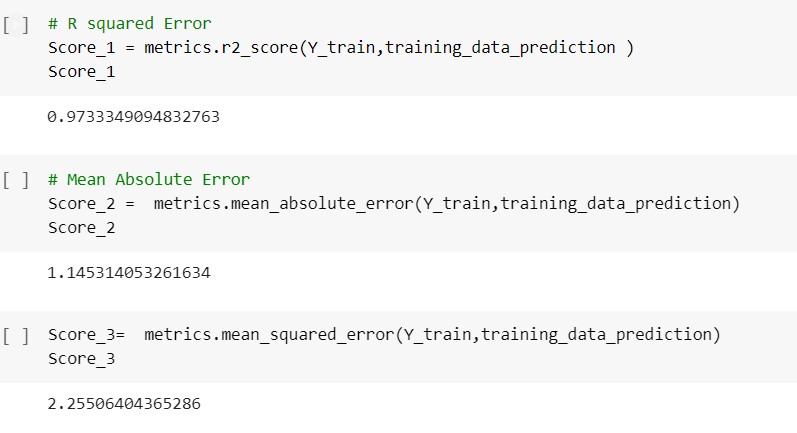 [ ] # R squared Error
Score_1 = metrics.r2_score(Y_train,training_data_prediction )
Score_1
0.9733349094832763
[ ] # Mean Absolute Error
Score_2 =  metrics.mean_absolute_error(Y_train,training_data_prediction)
Score_2
1.145314053261634
[ ] Score_3=  metrics.mean_squared_error(Y_train,training_data_prediction)
Score_3
2.25506404365286